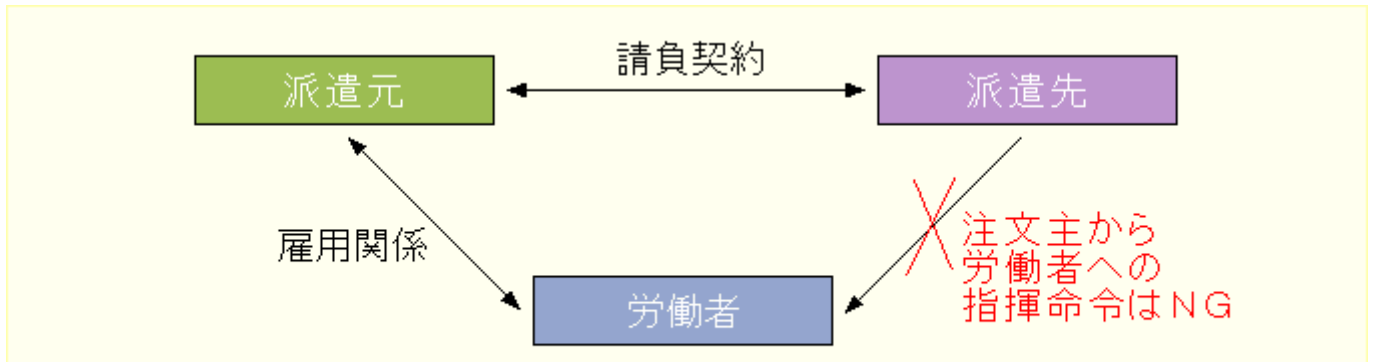 請負契約
派遣元
派遣先
雇用関係
注文主から
労働者への
指揮命令はＮＧ
労働者